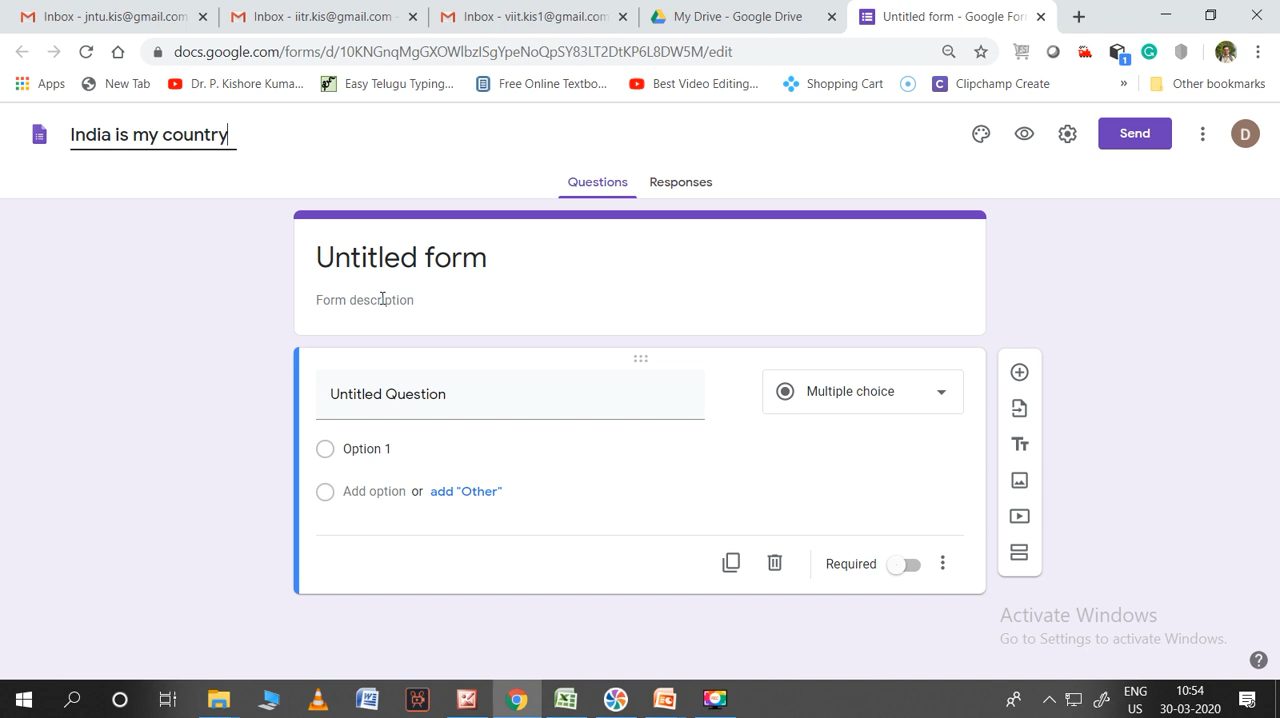 Inbox - jntu.kis@gmail.com
Inbox - iitr.kis@gmail.com -
Inbox - viit.kis1@gmail.com
My Drive - Google Drive
Untitled form - Google For
docs.google.com/forms/d/10KNGnqMgGXOWlbzISgYpeNoQpSY83LT2DtKP6L8DW5M/edit
1
Apps
New Tab
Dr. P. Kishore Kuma...
Easy Telugu Typing...
Free Online Textbo...
Best Video Editing...
Shopping Cart
C
Clipchamp Create
»
Other bookmarks
India is my country
Send
D
Questions
Responses
Untitled form
Form description
Untitled Question
Multiple choice
Option 1
Add option or add "Other"
Required
Activate Windows
Go to Settings to activate Windows.
ENG
US
10:54
30-03-2020